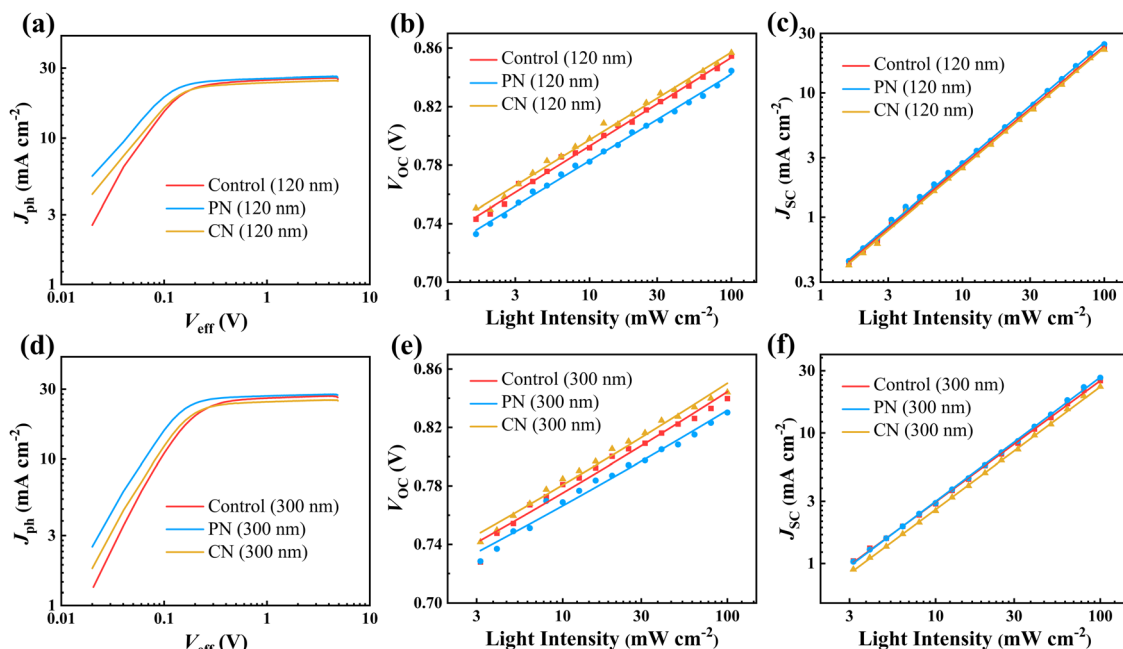 (a)
30
10
3
1
0.01
0.1
1
10
J_ph (mA cm⁻²)
V_eff (V)
Control (120 nm)
PN (120 nm)
CN (120 nm)
(b)
0.86
0.82
0.78
0.74
0.70
1
3
10
30
100
V_OC (V)
Light Intensity (mW cm⁻²)
Control (120 nm)
PN (120 nm)
CN (120 nm)
(c)
10
3
1
0.3
1
3
10
30
100
J_SC (mA cm⁻²)
Light Intensity (mW cm⁻²)
Control (120 nm)
PN (120 nm)
CN (120 nm)
(d)
30
10
3
1
0.01
0.1
1
10
J_ph (mA cm⁻²)
V_eff (V)
Control (300 nm)
PN (300 nm)
CN (300 nm)
(e)
0.86
0.82
0.78
0.74
0.70
3
10
30
100
V_OC (V)
Light Intensity (mW cm⁻²)
Control (300 nm)
PN (300 nm)
CN (300 nm)
(f)
30
10
3
1
3
10
30
100
J_SC (mA cm⁻²)
Light Intensity (mW cm⁻²)
Control (300 nm)
PN (300 nm)
CN (300 nm)